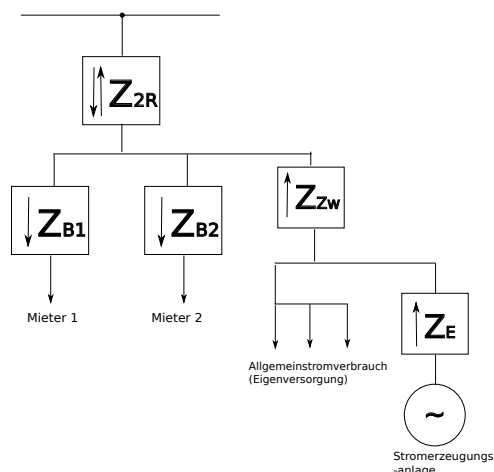 Z2R
ZB1
ZB2
ZZw
Mieter 1
Mieter 2
ZE
Allgemeinstromverbrauch
(Eigenversorgung)
~
Stromerzeugungs
-anlage